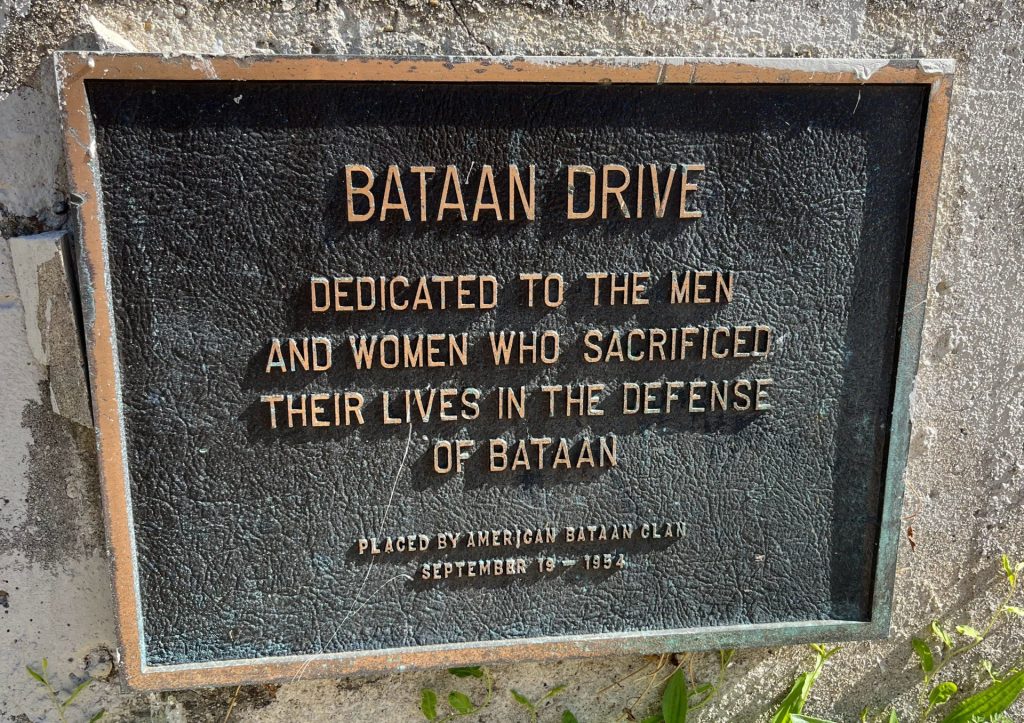 BATAAN DRIVE
DEDICATED TO THE MEN
AND WOMEN WHO SACRIFICED
THEIR LIVES IN THE DEFENSE
OF BATAAN
PLACED BY AMERICAN BATAAN CLAN
SEPTEMBER 19 – 1954